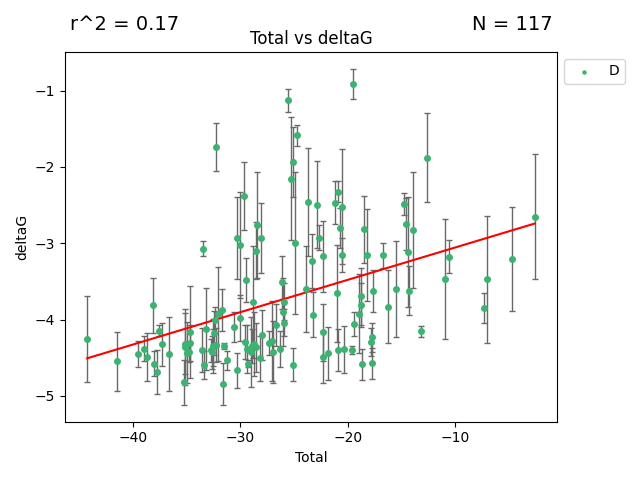 r^2 = 0.17
N = 117
Total vs deltaG
D
deltaG
−1
−2
−3
−4
−5
−40
−30
−20
−10
Total